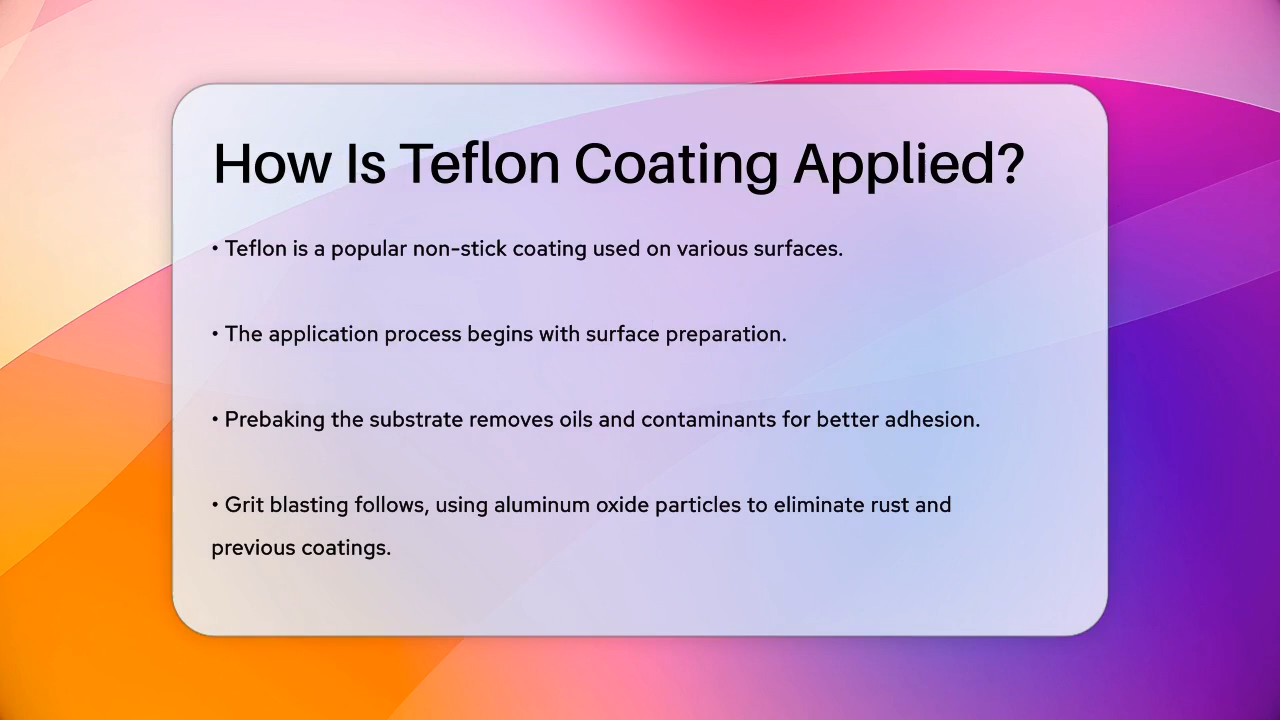 How Is Teflon Coating Applied?
• Teflon is a popular non-stick coating used on various surfaces.
• The application process begins with surface preparation.
• Prebaking the substrate removes oils and contaminants for better adhesion.
• Grit blasting follows, using aluminum oxide particles to eliminate rust and
previous coatings.